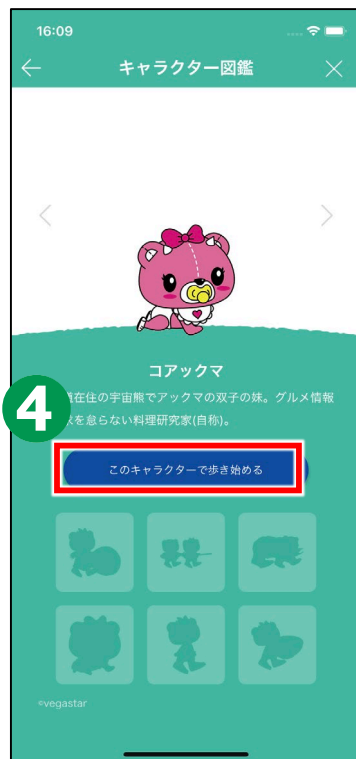 16:09
キャラクター図鑑
コアックマ
在住の宇宙熊でアックマの双子の妹。グルメ情報
を怠らない料理研究家(自称)。
4
このキャラクターで歩き始める
©vegastar